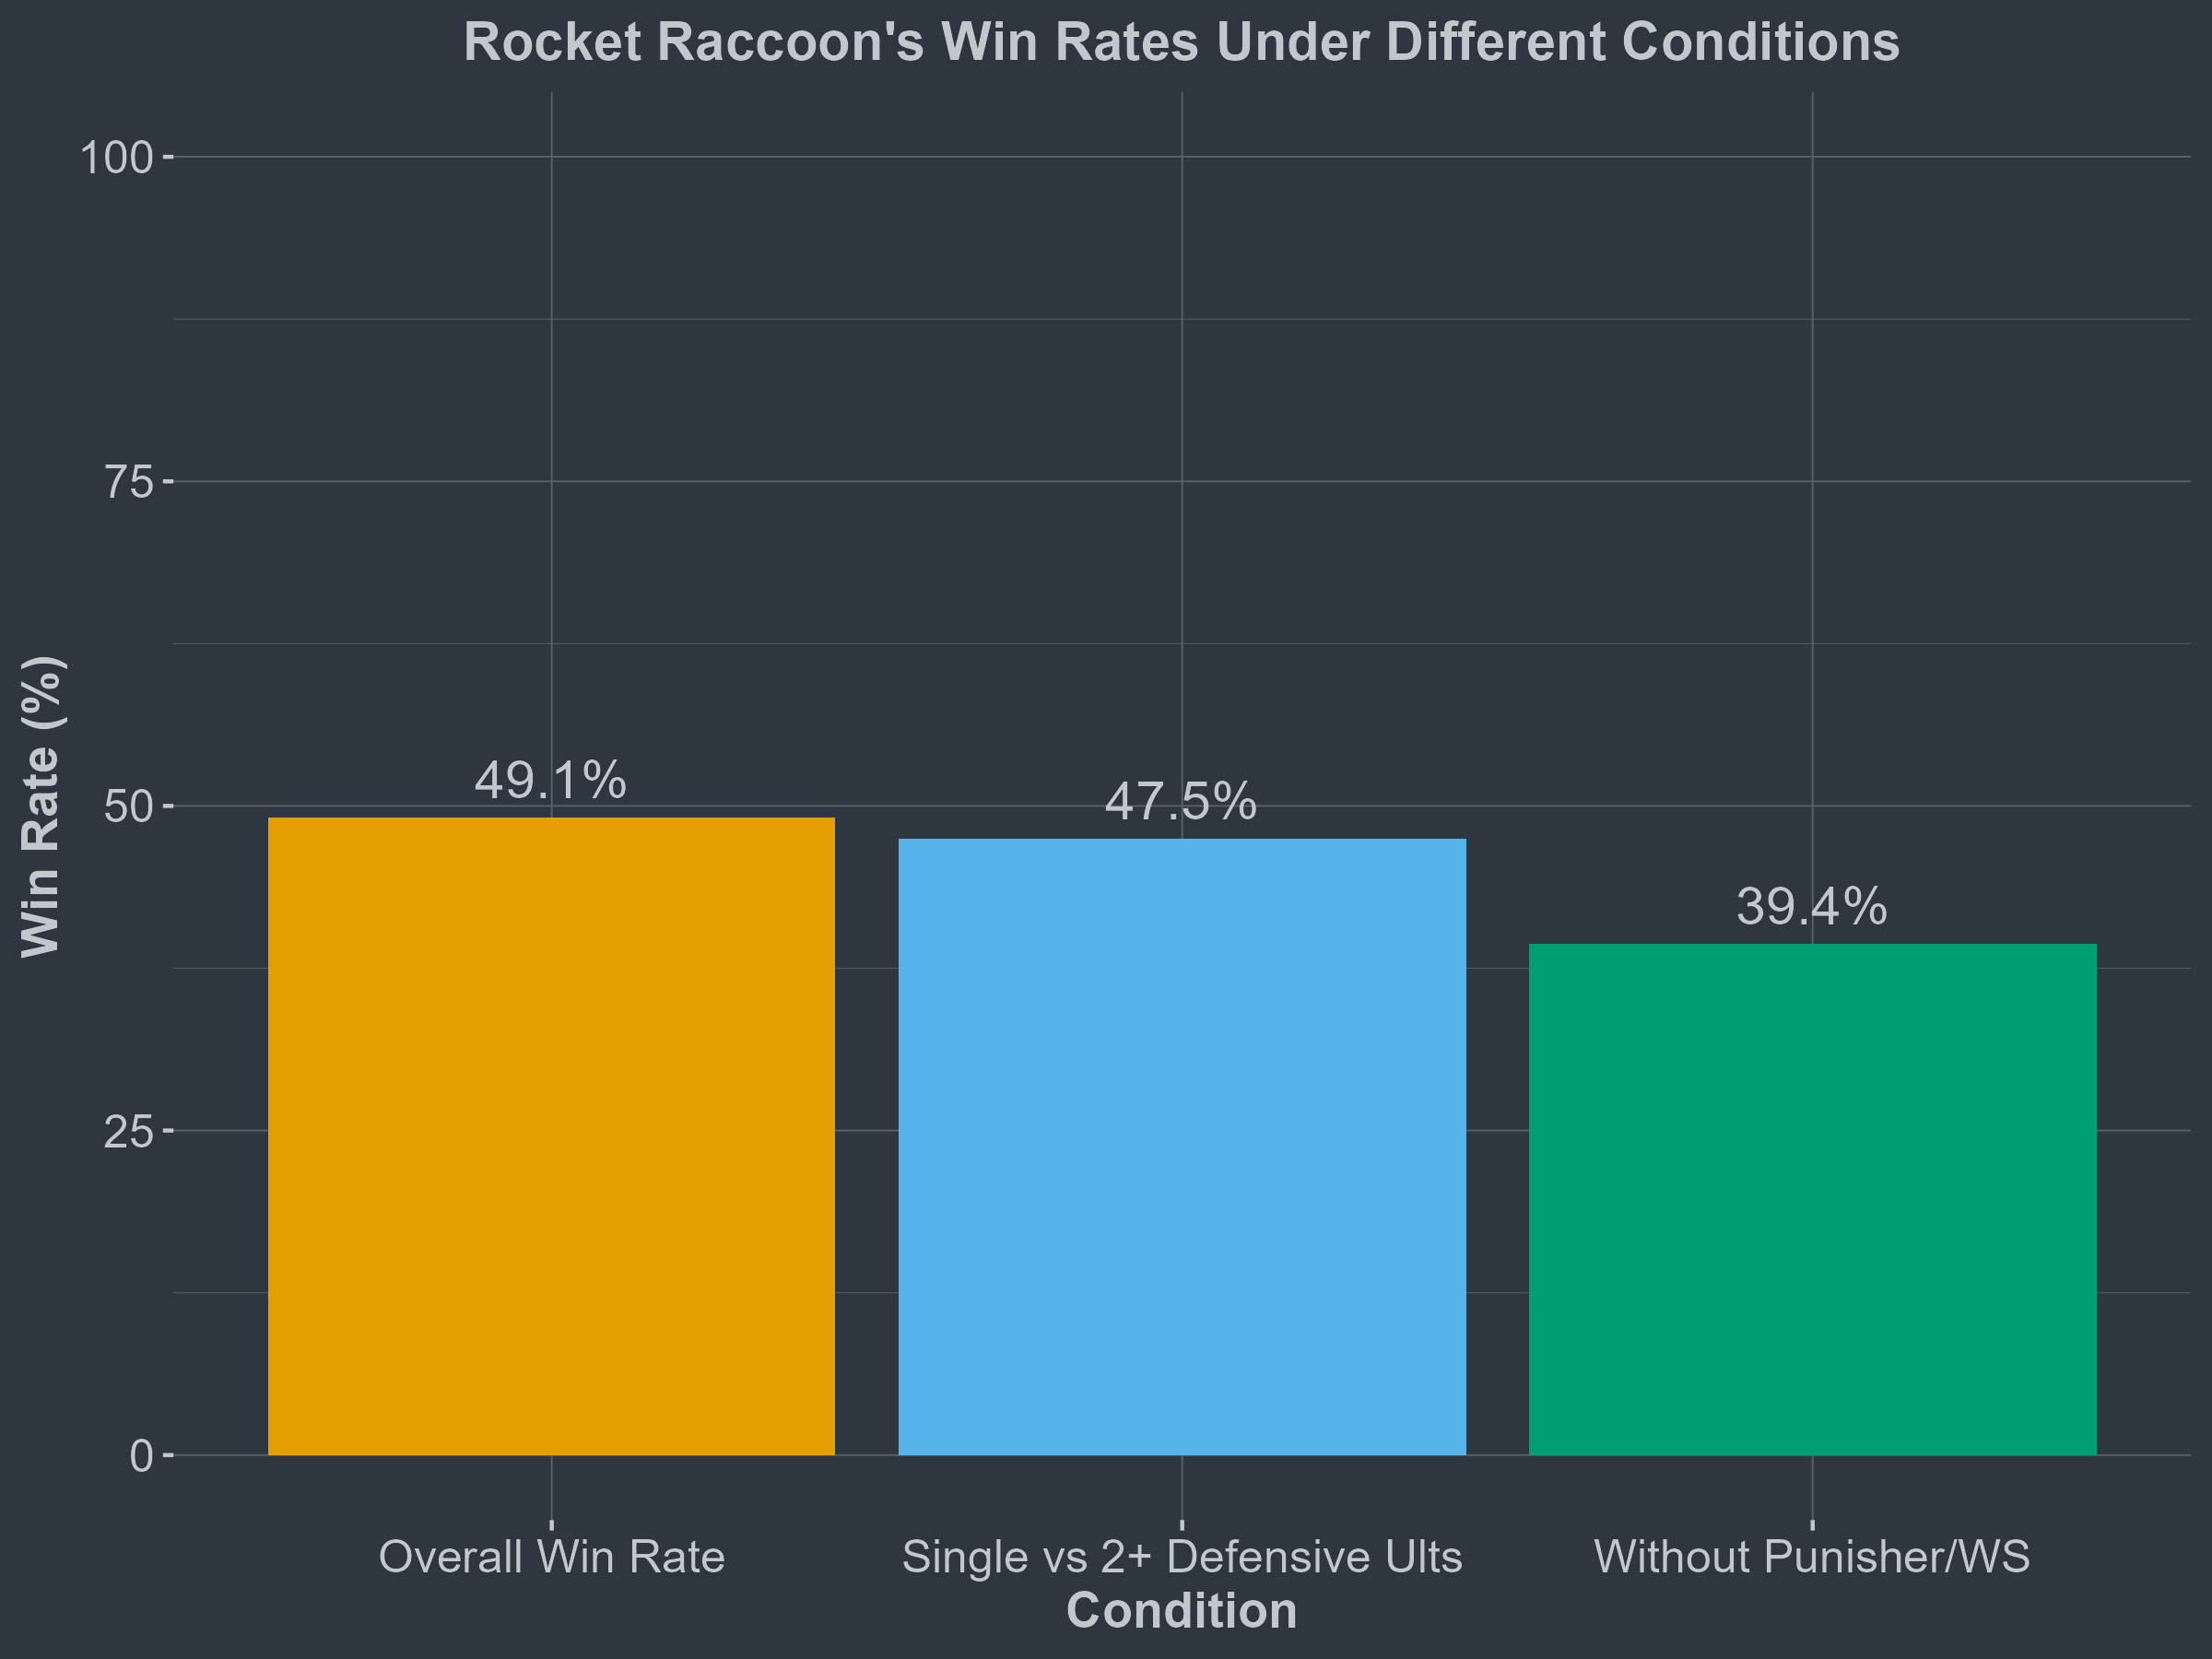 Rocket Raccoon's Win Rates Under Different Conditions
Win Rate (%)
100
75
50
25
0
49.1%
47.5%
39.4%
Overall Win Rate
Single vs 2+ Defensive Ults
Without Punisher/WS
Condition